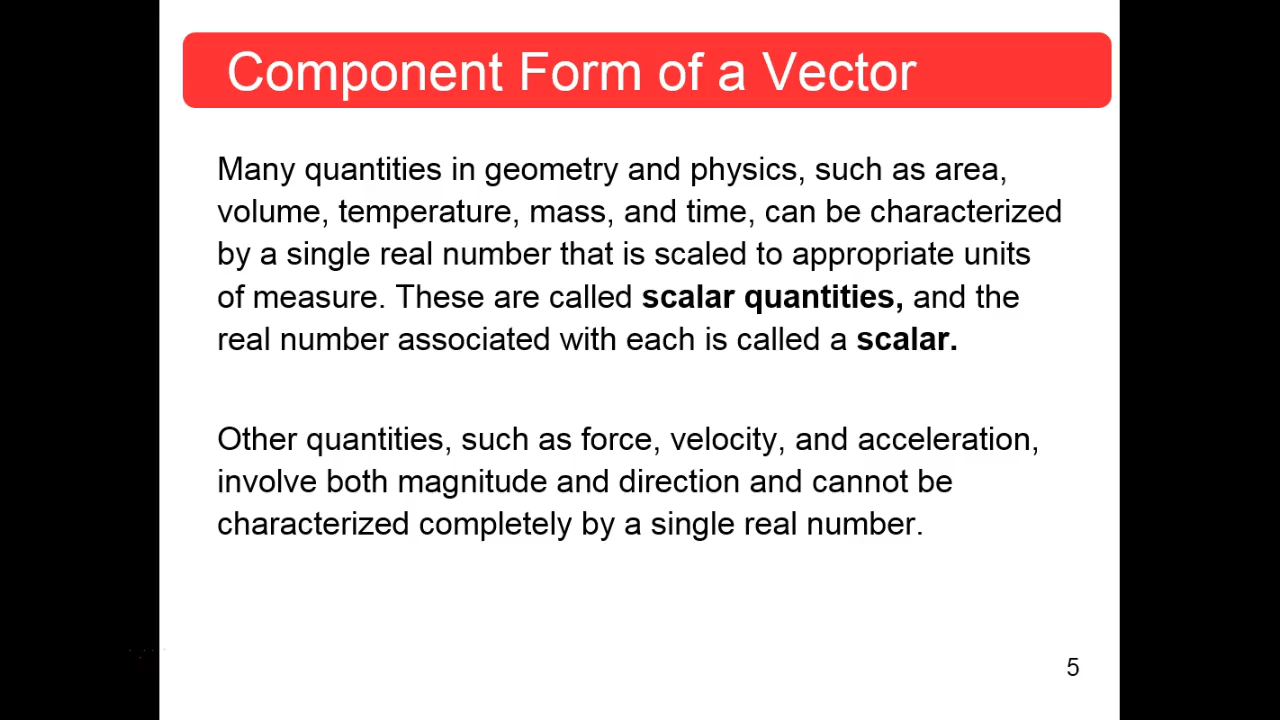 Component Form of a Vector
Many quantities in geometry and physics, such as area,
volume, temperature, mass, and time, can be characterized
by a single real number that is scaled to appropriate units
of measure. These are called scalar quantities, and the
real number associated with each is called a scalar.
Other quantities, such as force, velocity, and acceleration,
involve both magnitude and direction and cannot be
characterized completely by a single real number.
5